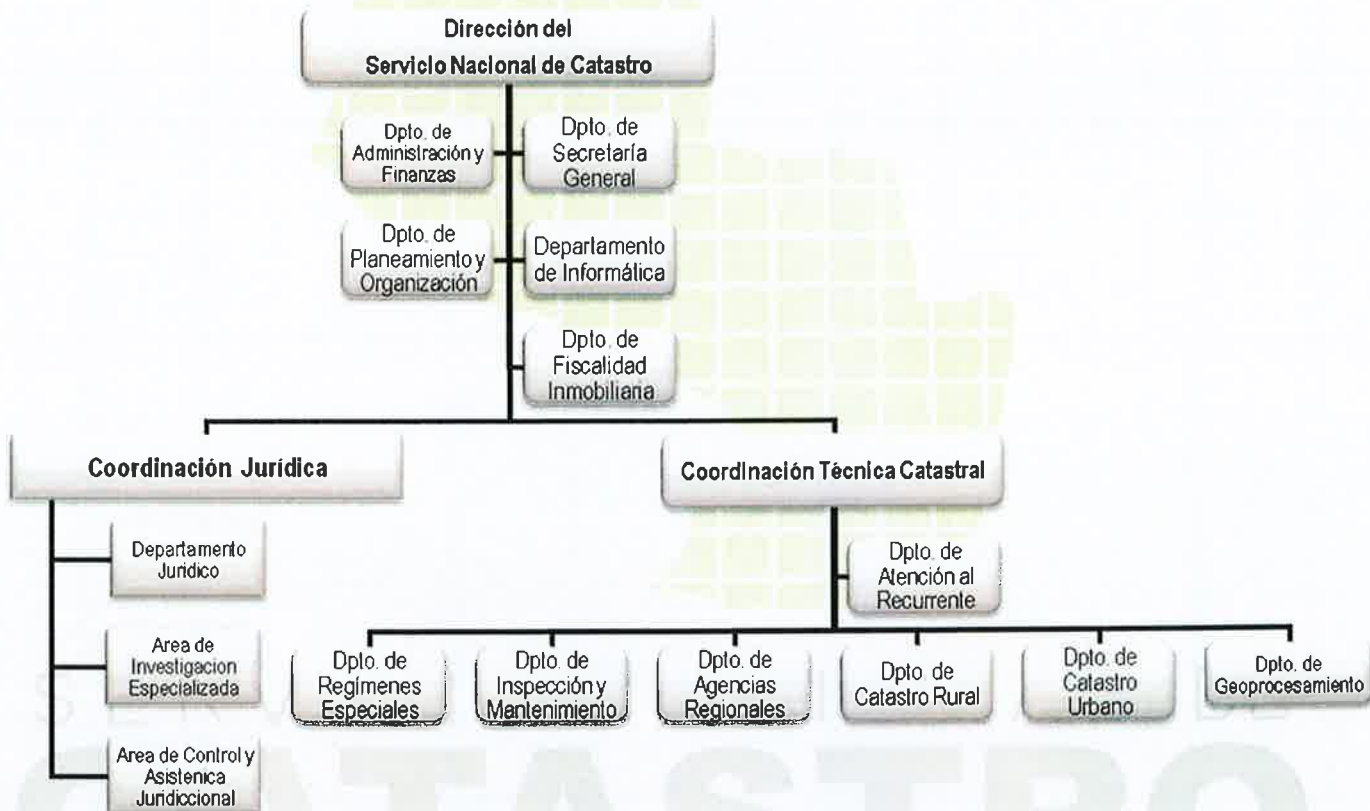 Dirección del
Servicio Nacional de Catastro
Dpto. de
Administración y
Finanzas
Dpto. de
Secretaría
General
Dpto. de
Planeamiento y
Organización
Departamento
de Informática
Dpto. de
Fiscalidad
Inmobiliaria
Coordinación Jurídica
Coordinación Técnica Catastral
Departamento
Juridico
Area de
Investigacion
Especializada
Area de Control y
Asistenica
Juridiccional
Dpto. de
Atención al
Recurrente
Dpto. de
Regímenes
Especiales
Dpto. de
Inspección y
Mantenimiento
Dpto. de
Agencias
Regionales
Dpto. de
Catastro Rural
Dpto. de
Catastro
Urbano
Dpto. de
Geoprocesamiento
CATASTRO